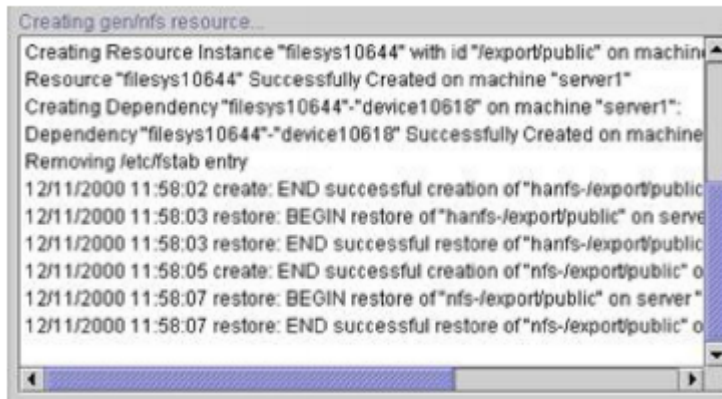 Creating gen/nfs resource...
Creating Resource Instance "filesys10644" with id "/export/public" on machin
Resource "filesys10644" Successfully Created on machine "server1"
Creating Dependency "filesys10644"-"device10618" on machine "server1":
Dependency "filesys10644"-"device10618" Successfully Created on machine
Removing /etc/fstab entry
12/11/2000 11:58:02 create: END successful creation of "hanfs-/export/public
12/11/2000 11:58:03 restore: BEGIN restore of "hanfs-/export/public" on serve
12/11/2000 11:58:03 restore: END successful restore of "hanfs-/export/public
12/11/2000 11:58:05 create: END successful creation of "nfs-/export/public" o
12/11/2000 11:58:07 restore: BEGIN restore of "nfs-/export/public" on server "
12/11/2000 11:58:07 restore: END successful restore of "nfs-/export/public" o